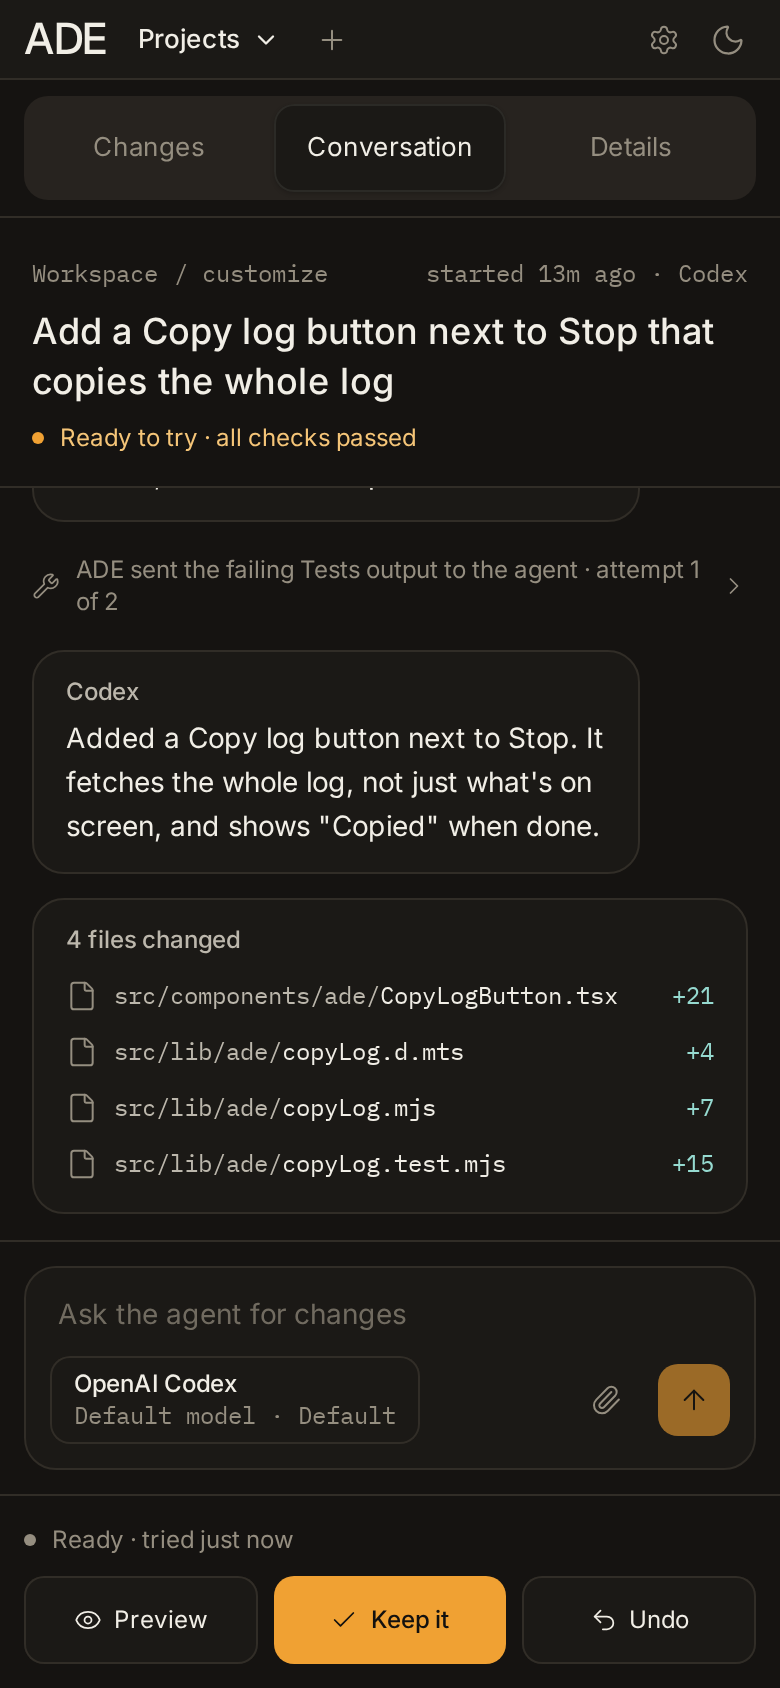 ADE Projects
Changes Conversation Details
Workspace / customize started 13m ago · Codex
Add a Copy log button next to Stop that
copies the whole log
Ready to try · all checks passed
ADE sent the failing Tests output to the agent · attempt 1
of 2
Codex
Added a Copy log button next to Stop. It
fetches the whole log, not just what's on
screen, and shows "Copied" when done.
4 files changed
src/components/ade/CopyLogButton.tsx +21
src/lib/ade/copyLog.d.mts +4
src/lib/ade/copyLog.mjs +7
src/lib/ade/copyLog.test.mjs +15
Ask the agent for changes
OpenAI Codex
Default model · Default
Ready · tried just now
Preview Keep it Undo